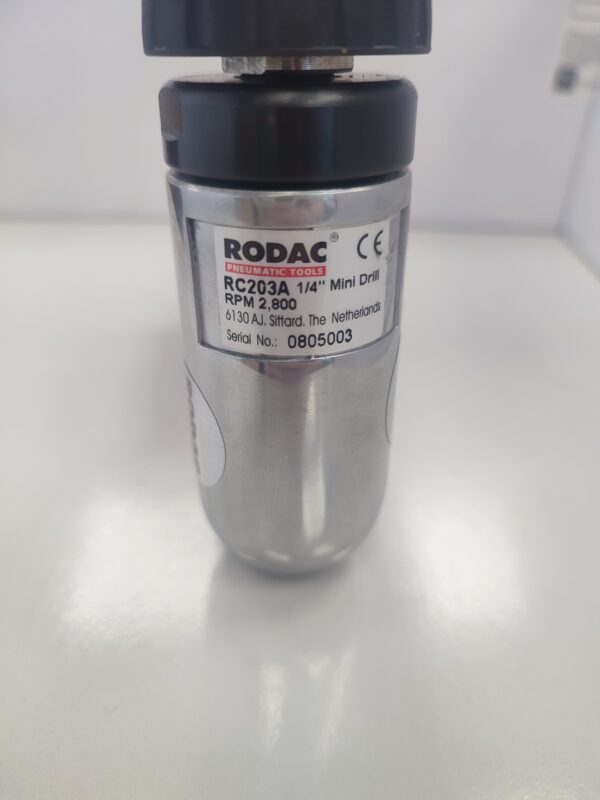 RODAC® CE
PNEUMATIC TOOLS
RC203A 1/4" Mini Drill
RPM 2,800
6130 AJ. Sittard. The Netherlands
Serial No.: 0805003